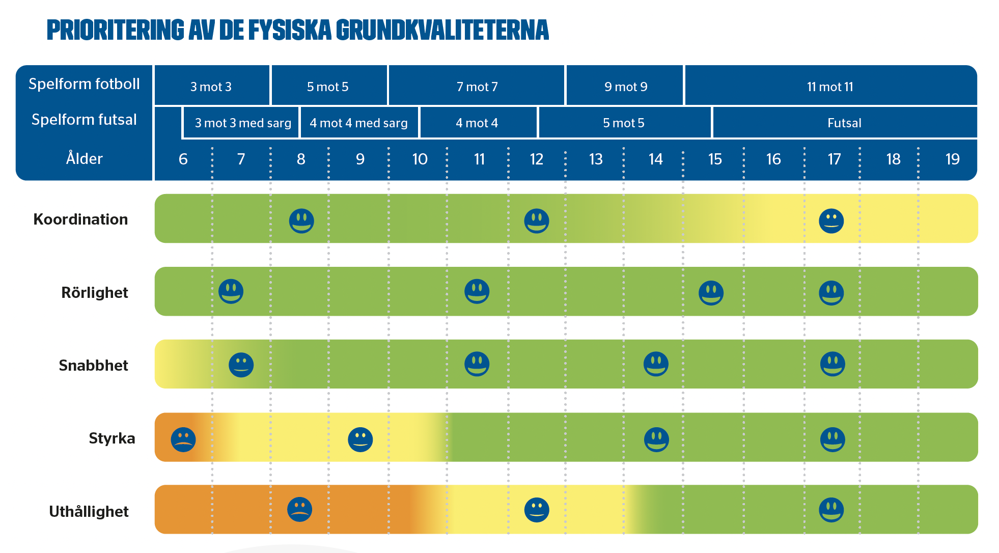 PRIORITERING AV DE FYSISKA GRUNDKVALITETERNA
Spelform fotboll 3 mot 3 5 mot 5 7 mot 7 9 mot 9 11 mot 11
Spelform futsal 3 mot 3 med sarg 4 mot 4 med sarg 4 mot 4 5 mot 5 Futsal
Ålder 6 7 8 9 10 11 12 13 14 15 16 17 18 19
Koordination
Rörlighet
Snabbhet
Styrka
Uthållighet